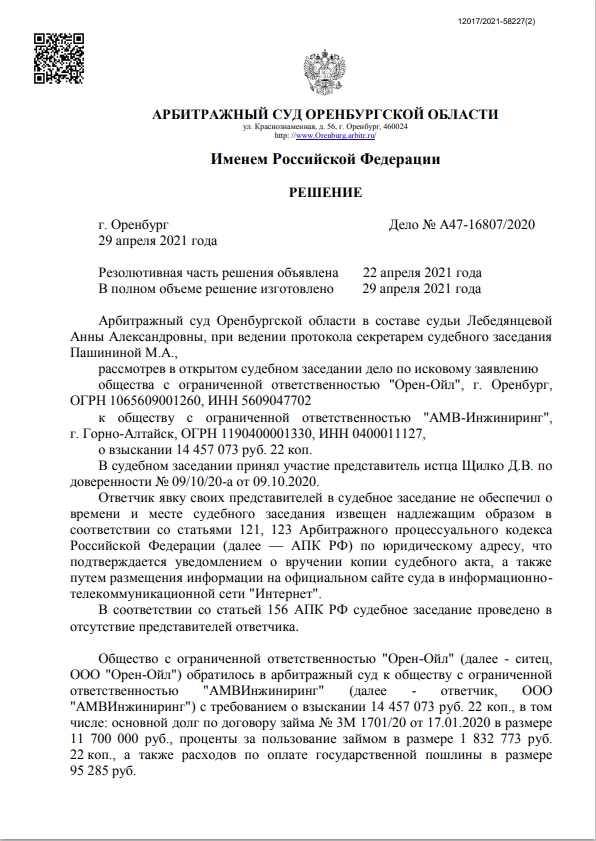 12017/2021-58227(2)
АРБИТРАЖНЫЙ СУД ОРЕНБУРГСКОЙ ОБЛАСТИ
ул. Краснознаменная, д. 56, г. Оренбург, 460024
http: //www.Orenburg.arbitr.ru/
Именем Российской Федерации
РЕШЕНИЕ
г. Оренбург Дело № А47-16807/2020
29 апреля 2021 года
Резолютивная часть решения объявлена 22 апреля 2021 года
В полном объеме решение изготовлено 29 апреля 2021 года
Арбитражный суд Оренбургской области в составе судьи Лебедянцевой
Анны Александровны, при ведении протокола секретарем судебного заседания
Пашининой М.А.,
рассмотрев в открытом судебном заседании дело по исковому заявлению
общества с ограниченной ответственностью "Орен-Ойл", г. Оренбург,
ОГРН 1065609001260, ИНН 5609047702
к обществу с ограниченной ответственностью "АМВ-Инжиниринг",
г. Горно-Алтайск, ОГРН 1190400001330, ИНН 0400011127,
о взыскании 14 457 073 руб. 22 коп.
В судебном заседании принял участие представитель истца Щилко Д.В. по
доверенности № 09/10/20-а от 09.10.2020.
Ответчик явку своих представителей в судебное заседание не обеспечил о
времени и месте судебного заседания извещен надлежащим образом в
соответствии со статьями 121, 123 Арбитражного процессуального кодекса
Российской Федерации (далее — АПК РФ) по юридическому адресу, что
подтверждается уведомлением о вручении копии судебного акта, а также
путем размещения информации на официальном сайте суда в информационно-
телекоммуникационной сети "Интернет".
В соответствии со статьей 156 АПК РФ судебное заседание проведено в
отсутствие представителей ответчика.
Общество с ограниченной ответственностью "Орен-Ойл" (далее - ситец,
ООО "Орен-Ойл") обратилось в арбитражный суд к обществу с ограниченной
ответственностью "АМВИнжиниринг" (далее - ответчик, ООО
"АМВИнжиниринг") с требованием о взыскании 14 457 073 руб. 22 коп., в том
числе: основной долг по договору займа № ЗМ 1701/20 от 17.01.2020 в размере
11 700 000 руб., проценты за пользование займом в размере 1 832 773 руб.
22 коп., а также расходов по оплате государственной пошлины в размере
95 285 руб.